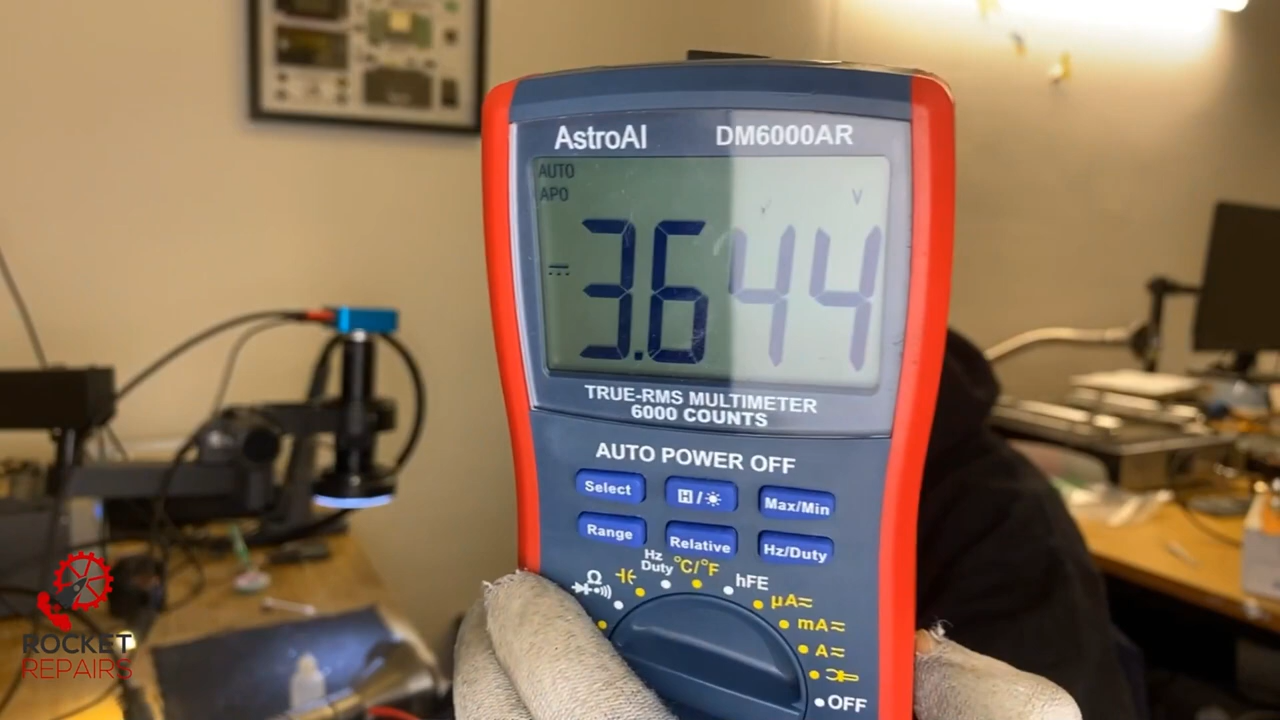 AstroAI DM6000AR
AUTO
APO
V
3.644
TRUE-RMS MULTIMETER
6000 COUNTS
AUTO POWER OFF
Select H/ Max/Min
Range Relative Hz/Duty
Hz
Duty
°C/°F
hFE
Ω
μA
mA
A
OFF
ROCKET
REPAIRS